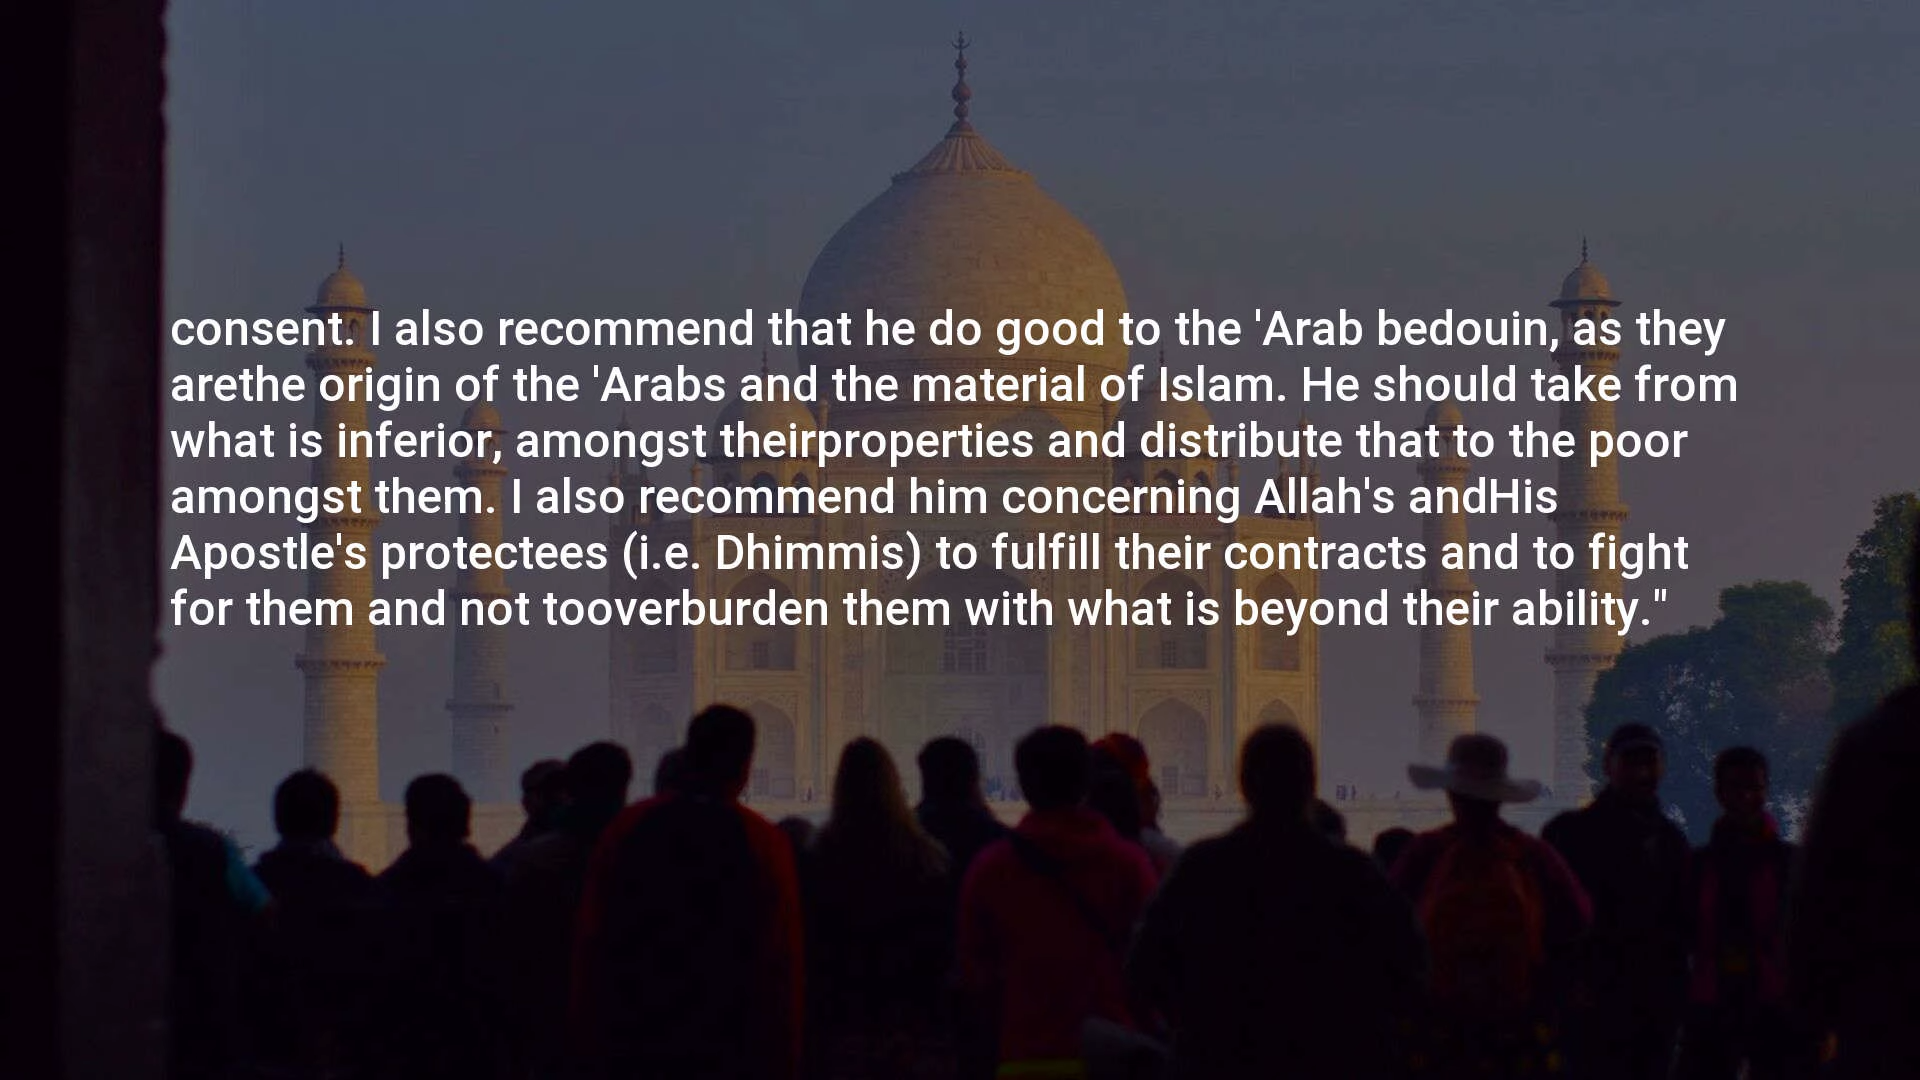 consent. I also recommend that he do good to the 'Arab bedouin, as they
arethe origin of the 'Arabs and the material of Islam. He should take from
what is inferior, amongst theirproperties and distribute that to the poor
amongst them. I also recommend him concerning Allah's andHis
Apostle's protectees (i.e. Dhimmis) to fulfill their contracts and to fight
for them and not tooverburden them with what is beyond their ability."